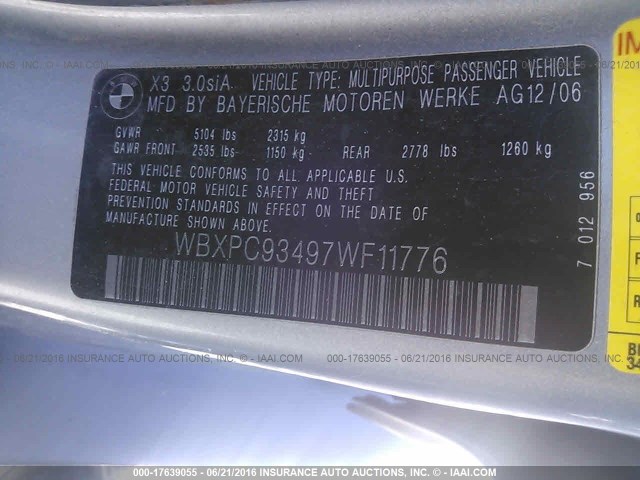 BMW
X3 3.0siA VEHICLE TYPE: MULTIPURPOSE PASSENGER VEHICLE
MFD BY BAYERISCHE MOTOREN WERKE AG12/06
GVWR 5104 lbs 2315 kg
GAWR FRONT 2535 lbs 1150 kg REAR 2778 lbs 1260 kg
THIS VEHICLE CONFORMS TO ALL APPLICABLE U.S.
FEDERAL MOTOR VEHICLE SAFETY AND THEFT
PREVENTION STANDARDS IN EFFECT ON THE DATE OF
MANUFACTURE SHOWN ABOVE.
WBXPC93497WF11776
7 012 956
000-17639055 - 06/21/2016 - © INSURANCE AUTO AUCTIONS, INC. - IAAI.COM